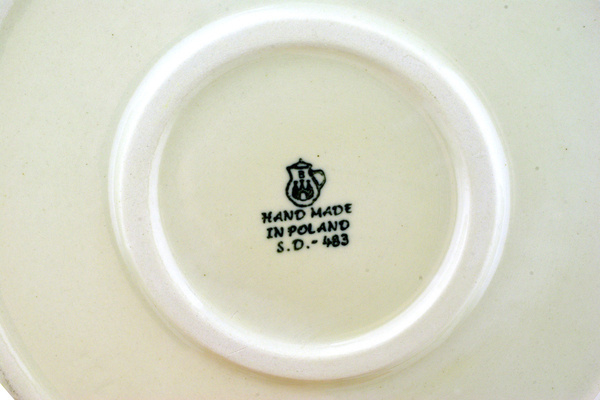 B
HAND MADE
IN POLAND
S.D.- 483